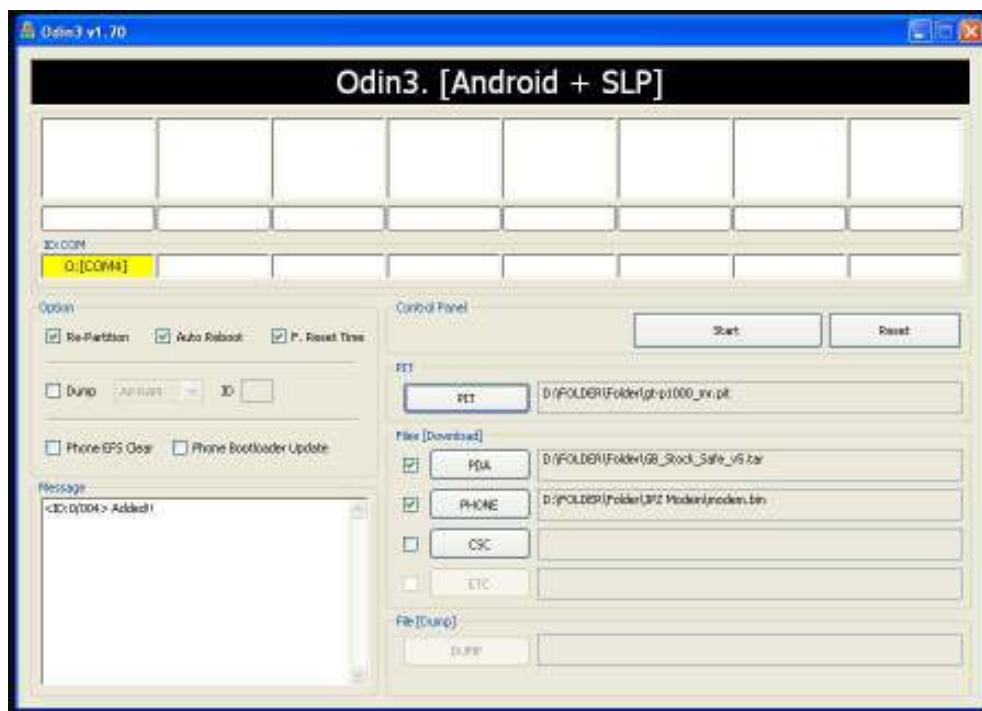 Odin3 v1.70
Odin3. [Android + SLP]
ID:COM
0:[COM4]
Option
Re-Partition Auto Reboot F. Reset Time
Dump ID
Phone EFS Clear Phone Bootloader Update
Message
<ID:0/004> Added!!
Control Panel
Start Reset
PIT
PIT D:\FOLDER\Folder\gt-p1000_mr.pit
Files [Download]
PDA D:\FOLDER\Folder\GB_Stock_Safe_v5.tar
PHONE D:\FOLDER\Folder\JPZ Modem\modem.bin
CSC
ETC
File [Dump]
DUMP